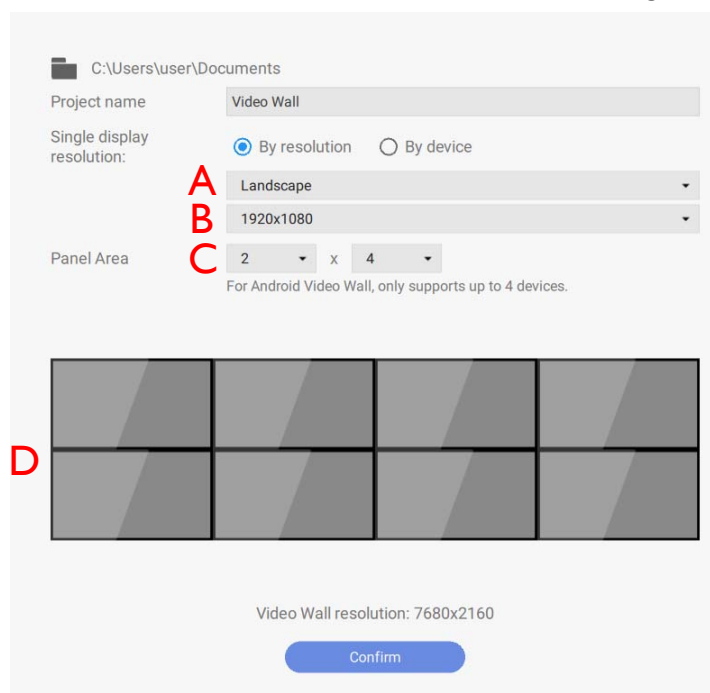 C:\Users\user\Documents
Project name Video Wall
Single display resolution: By resolution By device
A Landscape
B 1920x1080
Panel Area C 2 x 4
For Android Video Wall, only supports up to 4 devices.
D
Video Wall resolution: 7680x2160
Confirm